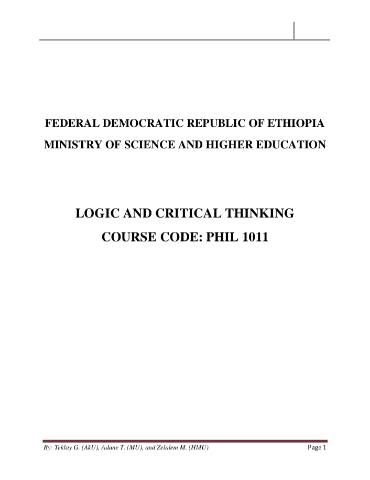 FEDERAL DEMOCRATIC REPUBLIC OF ETHIOPIA
MINISTRY OF SCIENCE AND HIGHER EDUCATION
LOGIC AND CRITICAL THINKING
COURSE CODE: PHIL 1011
By: Teklay G. (AkU), Adane T. (MU), and Zelalem M. (HMU) Page 1